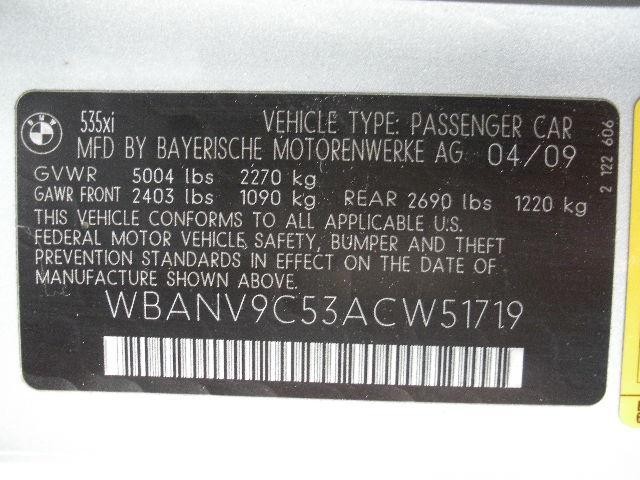 BMW
535xi VEHICLE TYPE: PASSENGER CAR
MFD BY BAYERISCHE MOTORENWERKE AG 04/09
GVWR 5004 lbs 2270 kg
GAWR FRONT 2403 lbs 1090 kg REAR 2690 lbs 1220 kg
THIS VEHICLE CONFORMS TO ALL APPLICABLE U.S.
FEDERAL MOTOR VEHICLE, SAFETY, BUMPER AND THEFT
PREVENTION STANDARDS IN EFFECT ON THE DATE OF
MANUFACTURE SHOWN ABOVE.
WBANV9C53ACW51719
2 122 606